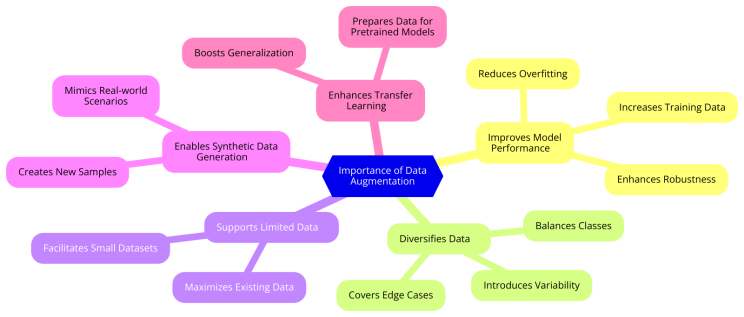 Importance of Data
Augmentation
Improves Model
Performance
Reduces Overfitting
Increases Training Data
Enhances Robustness
Diversifies Data
Balances Classes
Introduces Variability
Covers Edge Cases
Supports Limited Data
Maximizes Existing Data
Facilitates Small Datasets
Enables Synthetic Data
Generation
Creates New Samples
Mimics Real-world
Scenarios
Enhances Transfer
Learning
Boosts Generalization
Prepares Data for
Pretrained Models